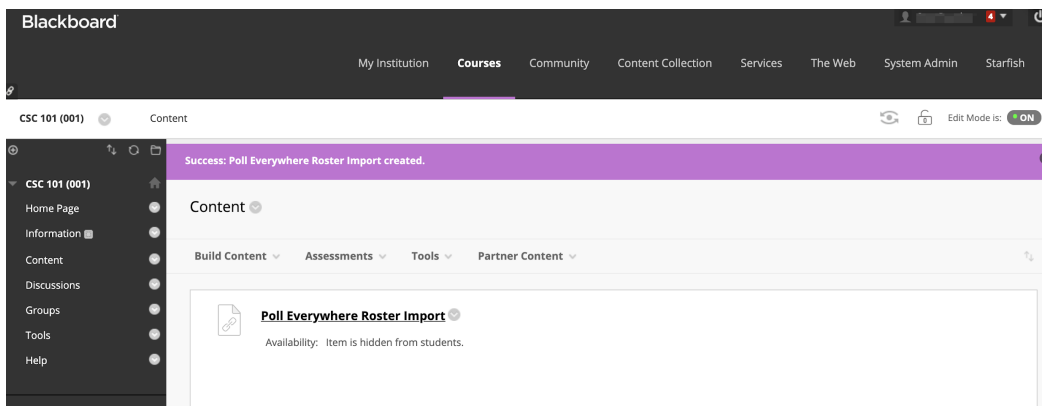 Blackboard
4
My Institution Courses Community Content Collection Services The Web System Admin Starfish
CSC 101 (001) Content 0 Edit Mode is: ON
Success: Poll Everywhere Roster Import created.
CSC 101 (001)
Home Page
Information
Content
Discussions
Groups
Tools
Help
Content
Build Content Assessments Tools Partner Content
Poll Everywhere Roster Import
Availability: Item is hidden from students.